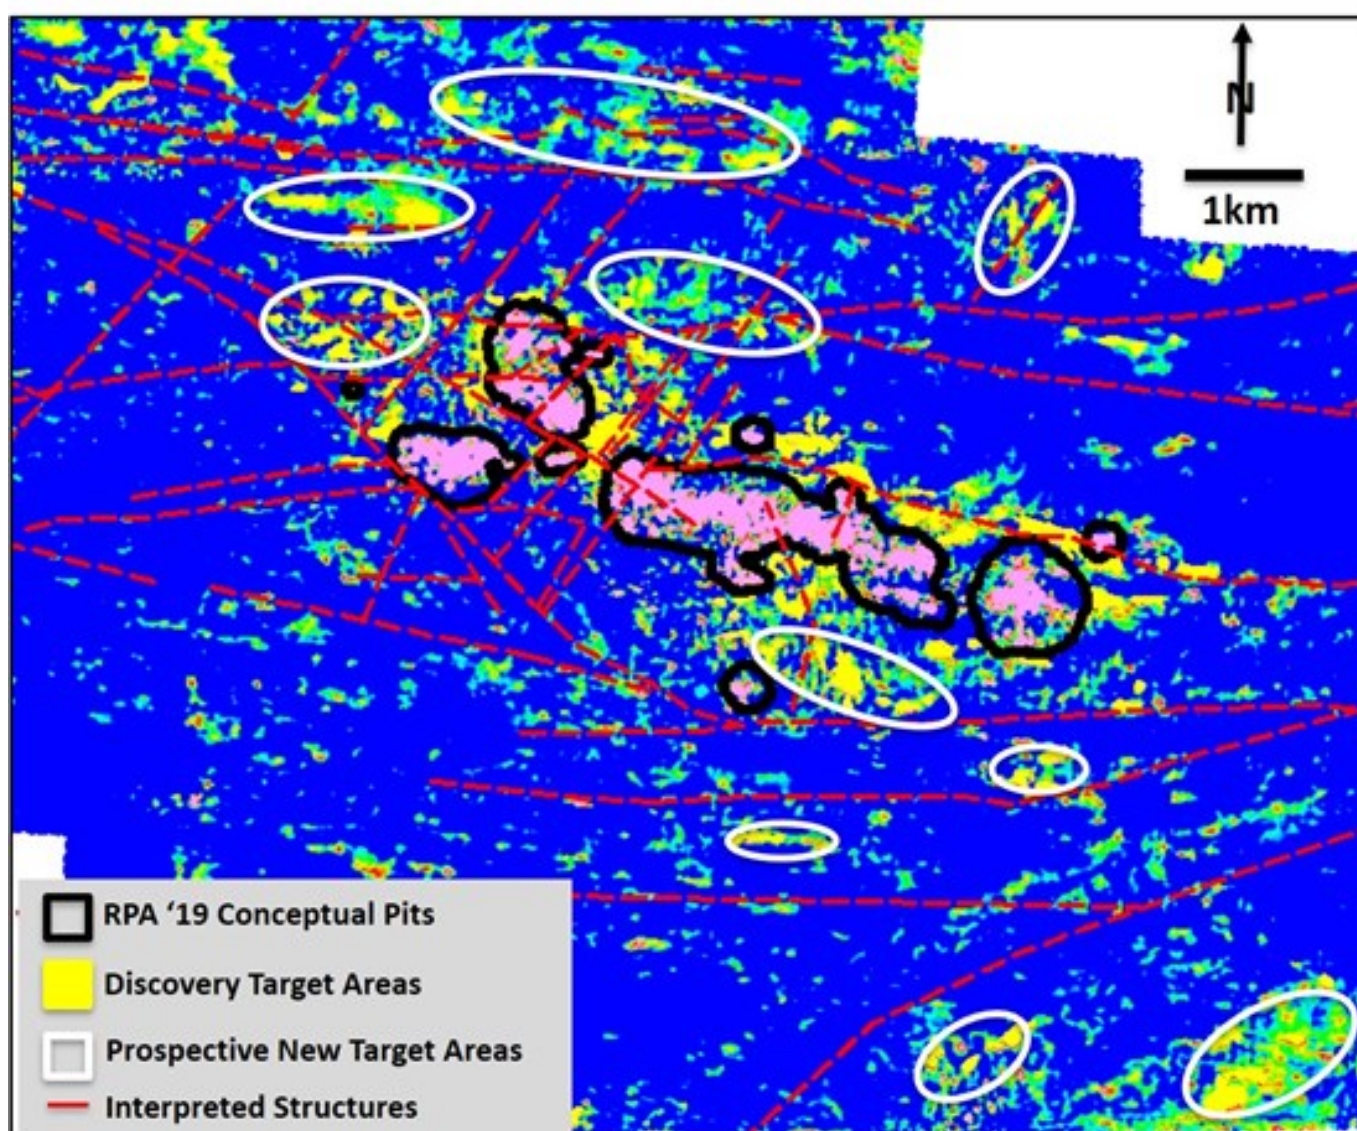 N
1km
RPA ‘19 Conceptual Pits
Discovery Target Areas
Prospective New Target Areas
Interpreted Structures